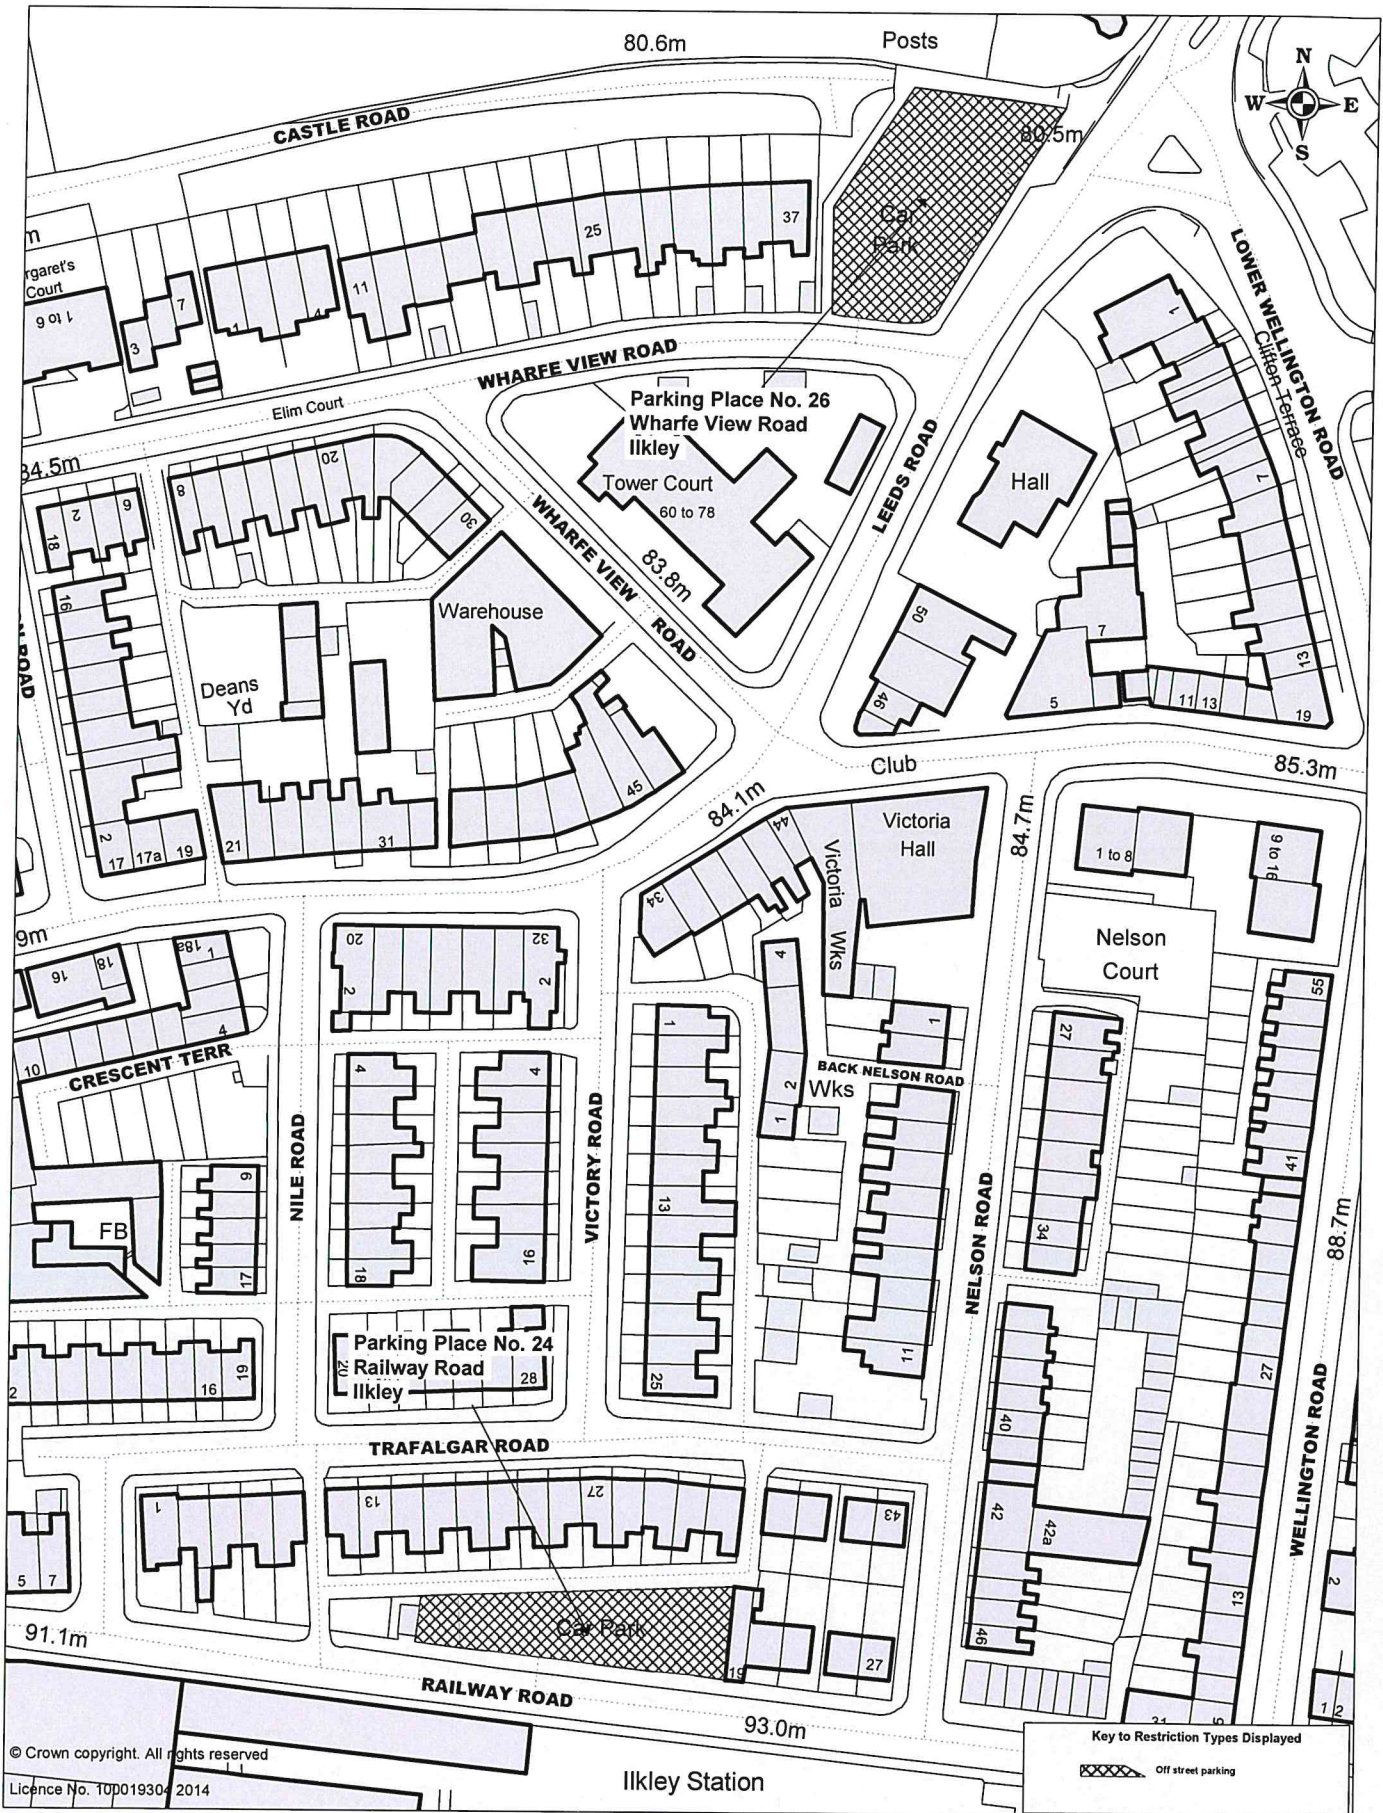 80.6m
Posts
N
W E
S
CASTLE ROAD
80.5m
Car
Park
37
25
11
7
3
1
4
m
rgaret's
Court
1 to 6
LOWER WELLINGTON ROAD
Clifton Terrace
WHARFE VIEW ROAD
Elim Court
Parking Place No. 26
Wharfe View Road
Ilkley
Tower Court
60 to 78
84.5m
LEEDS ROAD
Hall
1
7
13
19
2
6
18
16
8
20
30
WHARFE VIEW
ROAD
83.8m
Warehouse
Deans
Yd
50
46
7
5
11 13
ROAD
2
17 17a 19
21
31
45
Club
85.3m
84.1m
84.7m
44
34
Victoria
Hall
Victoria Wks
1 to 8
9 to 16
Nelson
Court
9m
16
18
18a
1
4
10
CRESCENT TERR
20
32
2
2
4
4
18
16
1
13
25
4
2
1
Wks
1
BACK NELSON ROAD
11
27
34
55
41
27
NILE ROAD
VICTORY ROAD
NELSON ROAD
88.7m
WELLINGTON ROAD
FB
9
17
Parking Place No. 24
Railway Road
Ilkley
20
28
2
16
19
40
42
42a
46
13
TRAFALGAR ROAD
1
13
27
43
5 7
Car Park
19
27
2
1 2
91.1m
RAILWAY ROAD
93.0m
Ilkley Station
© Crown copyright. All rights reserved
Licence No. 100019304 2014
Key to Restriction Types Displayed
Off street parking